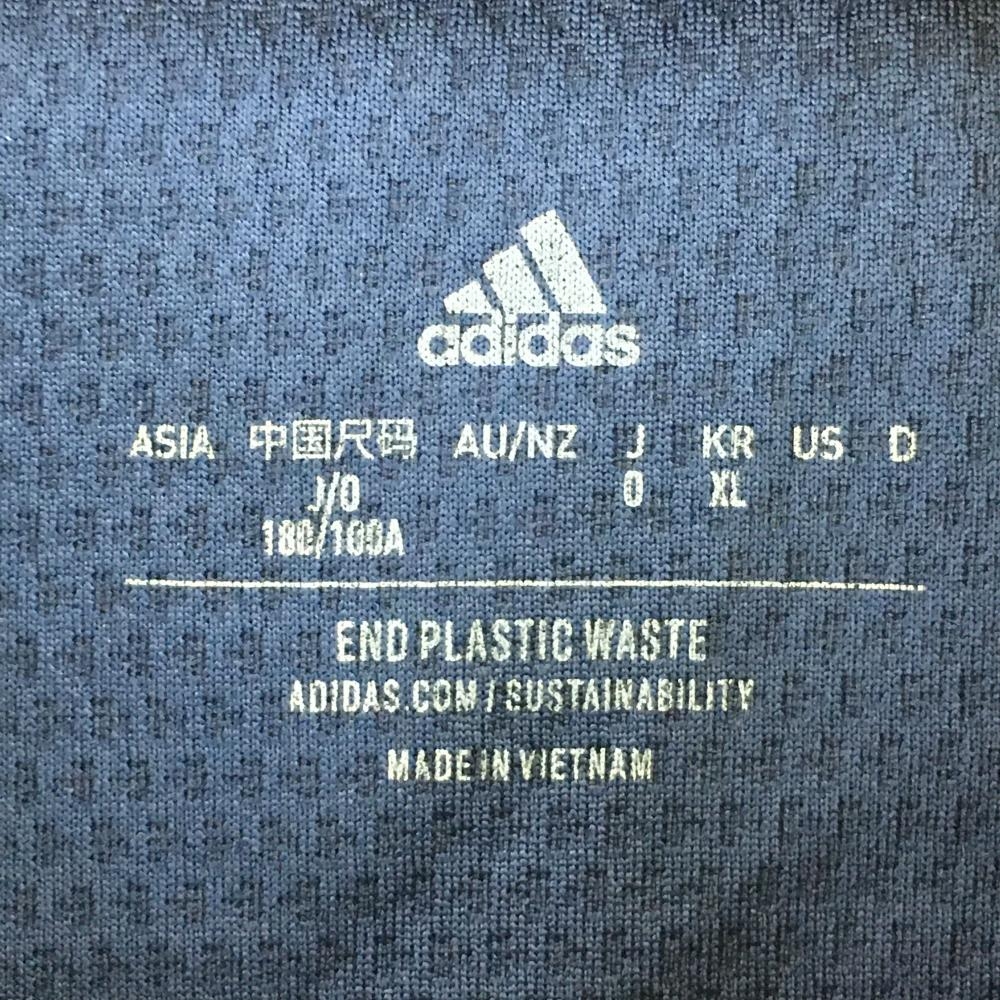 adidas
ASIA 中国尺码 AU/NZ J KR US D
J/O O XL
180/100A
END PLASTIC WASTE
ADIDAS.COM / SUSTAINABILITY
MADE IN VIETNAM